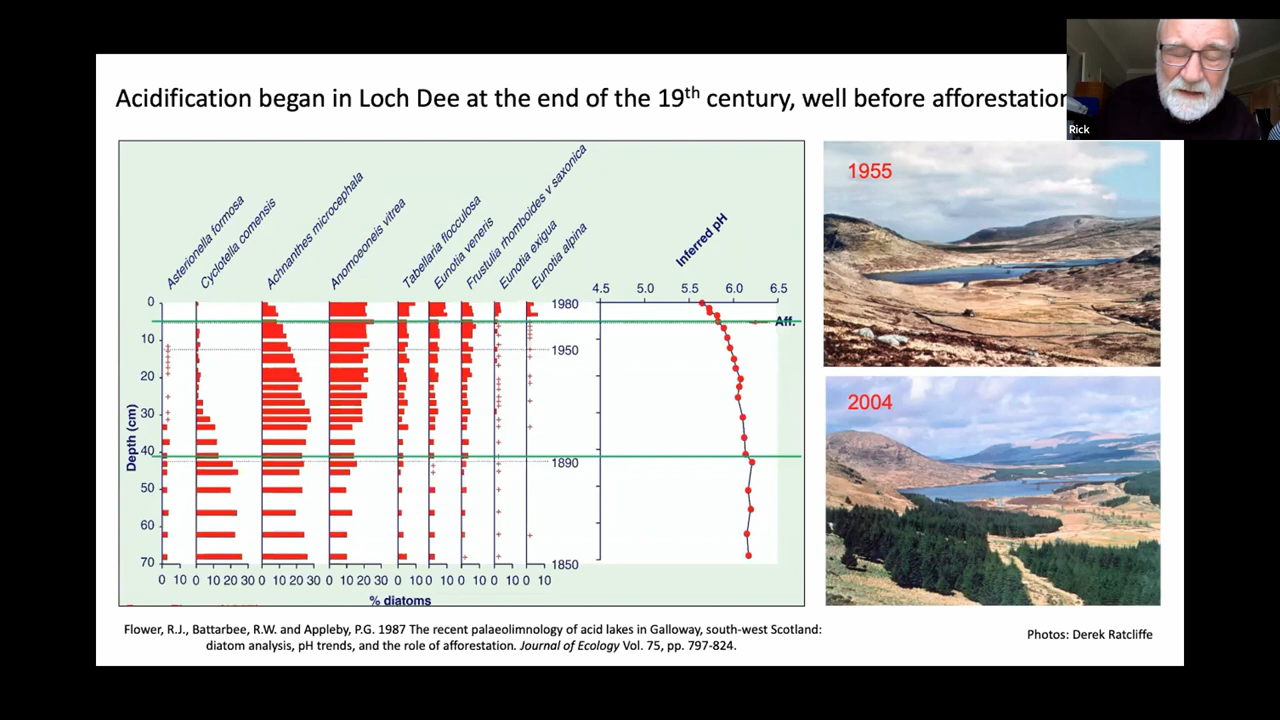 Acidification began in Loch Dee at the end of the 19th century, well before afforestation
Rick
Asterionella formosa
Cyclotella comensis
Achnanthes microcephala
Anomoeoneis vitrea
Tabellaria flocculosa
Eunotia veneris
Frustulia rhomboides v saxonica
Eunotia exigua
Eunotia alpina
Inferred pH
4.5 5.0 5.5 6.0 6.5
Depth (cm)
0
10
20
30
40
50
60
70
1980
Aff.
1950
1890
1850
0 10 0 10 20 30 0 10 20 30 0 10 20 30 0 10 0 10 0 10 0 10 0 10
% diatoms
1955
2004
Flower, R.J., Battarbee, R.W. and Appleby, P.G. 1987 The recent palaeolimnology of acid lakes in Galloway, south-west Scotland:
diatom analysis, pH trends, and the role of afforestation. Journal of Ecology Vol. 75, pp. 797-824.
Photos: Derek Ratcliffe